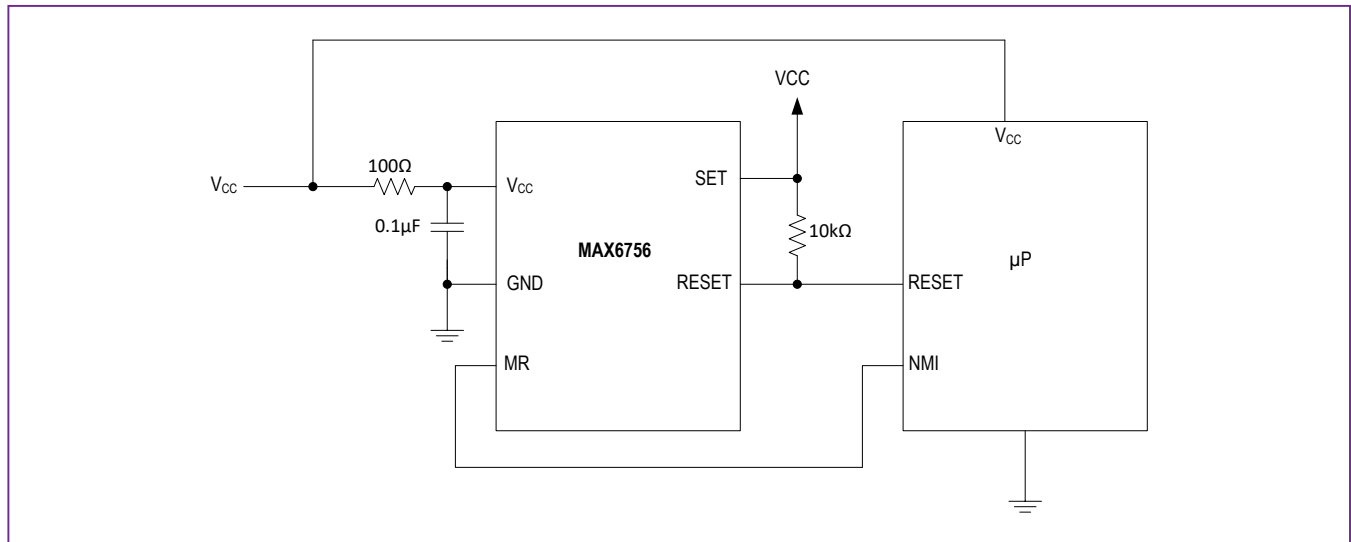 VCC
VCC
100Ω
VCC
VCC
SET
0.1µF
10kΩ
MAX6756
µP
GND
RESET
RESET
MR
NMI